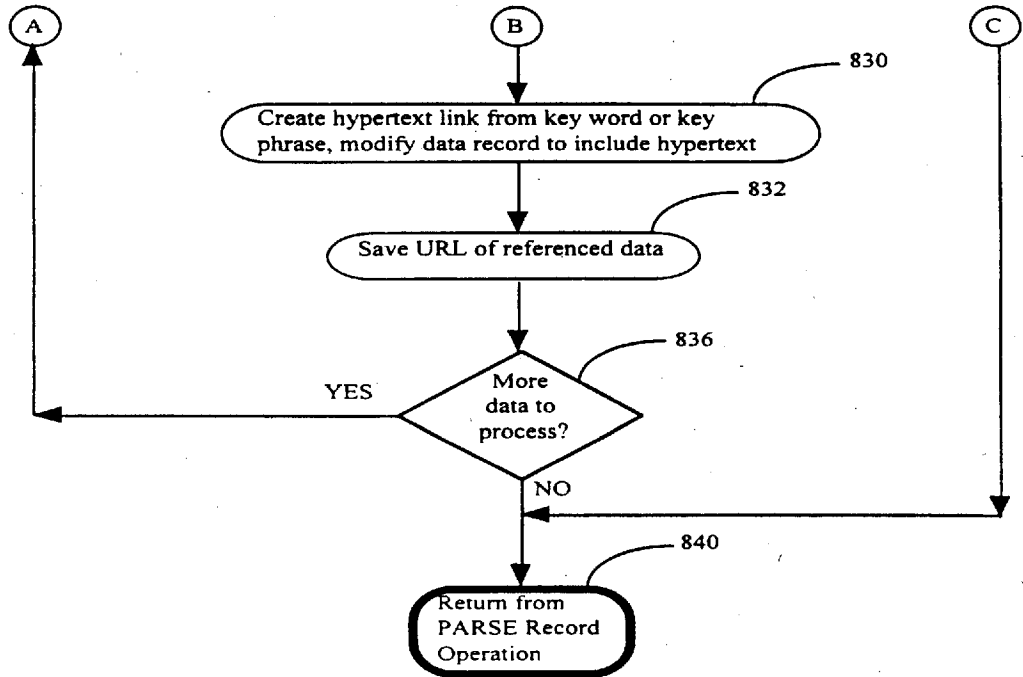 A
B
C
830
Create hypertext link from key word or key
phrase, modify data record to include hypertext
832
Save URL of referenced data
836
More
data to
process?
YES
NO
840
Return from
PARSE Record
Operation